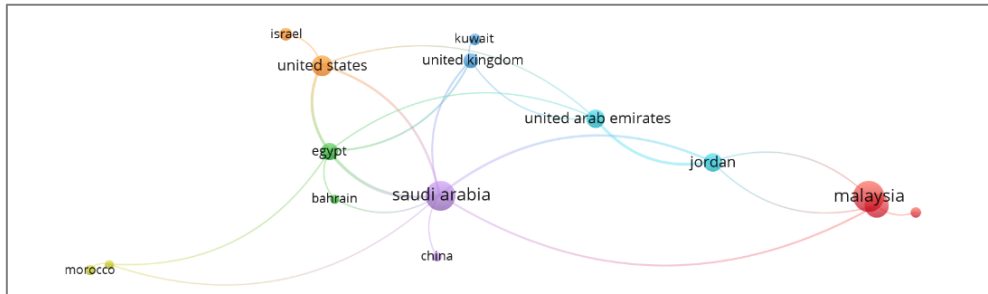 israel
kuwait
united states
united kingdom
united arab emirates
egypt
jordan
bahrain
saudi arabia
malaysia
china
morocco